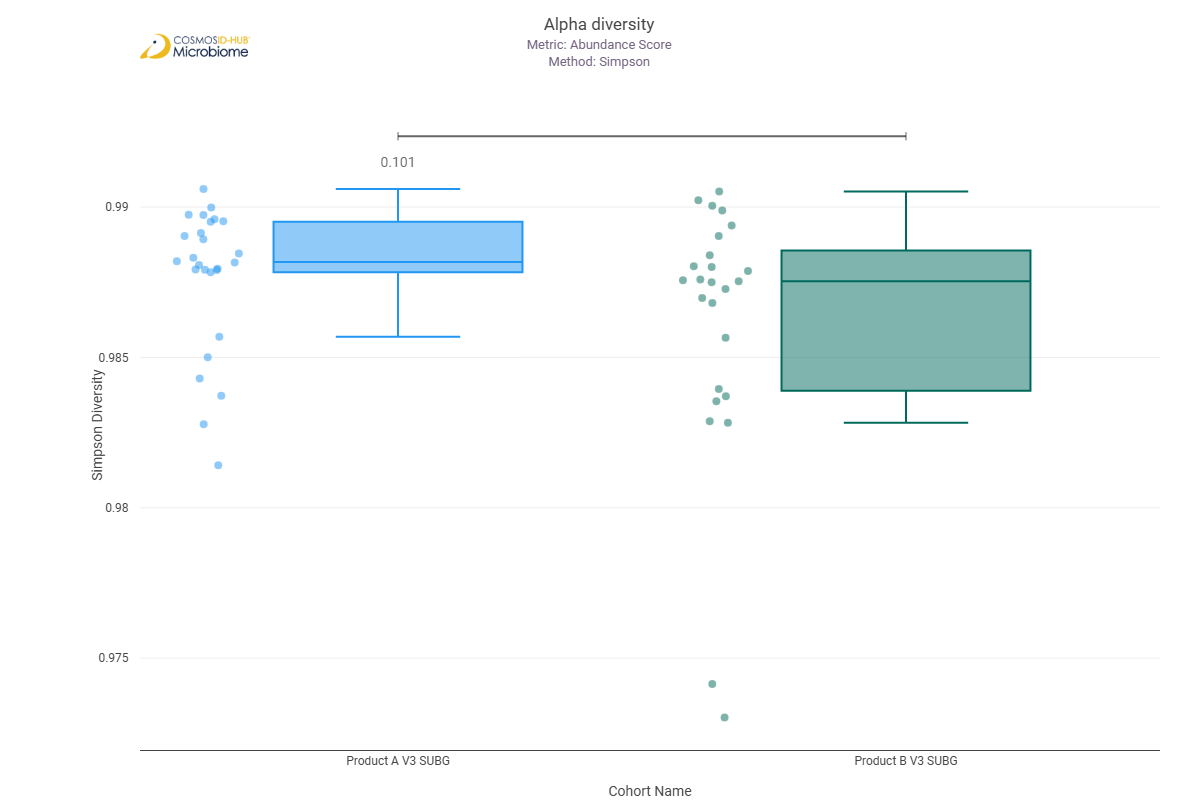 Alpha diversity
Metric: Abundance Score
Method: Simpson
COSMOSID-HUB
Microbiome
0.101
0.99
0.985
0.98
0.975
Simpson Diversity
Product A V3 SUBG
Product B V3 SUBG
Cohort Name